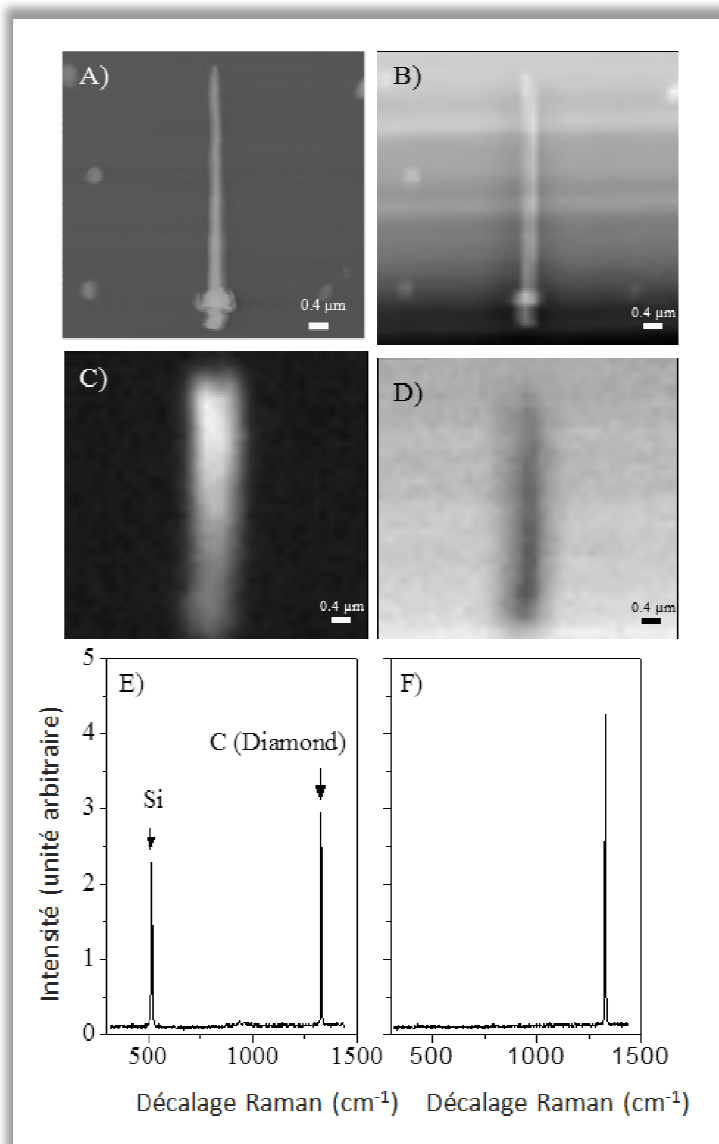 A)
B)
0.4 μm
0.4 μm
C)
D)
0.4 μm
0.4 μm
5
4
3
2
1
0
Intensité (unité arbitraire)
E)
C (Diamond)
Si
F)
500
1000
1500
500
1000
1500
Décalage Raman (cm-1)
Décalage Raman (cm-1)